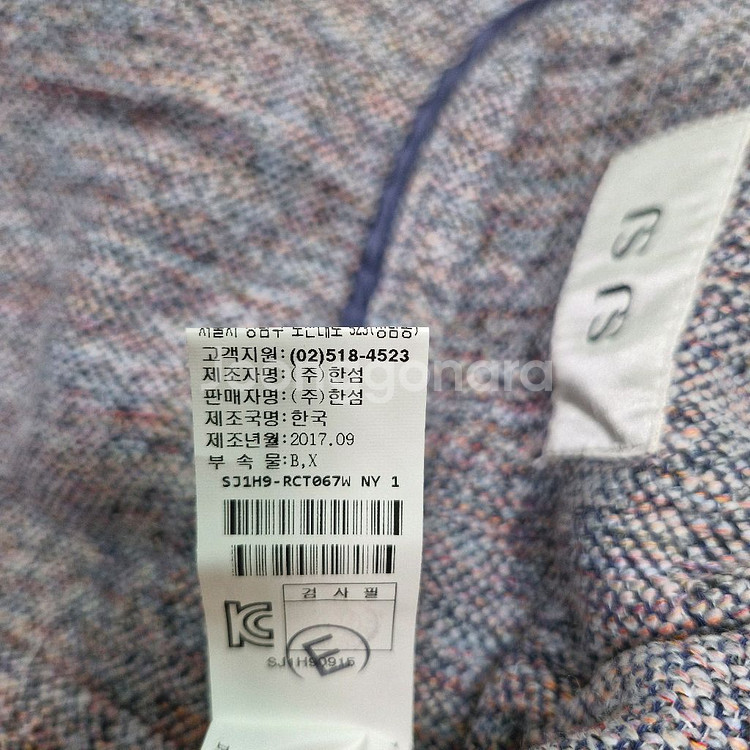 고객지원:(02)518-4523
제조자명:(주)한섬
판매자명:(주)한섬
제조국명:한국
제조년월:2017.09
부 속 물:B,X
SJ1H9-RCT067W NY 1
검 사 필
KC
E
SJSJ